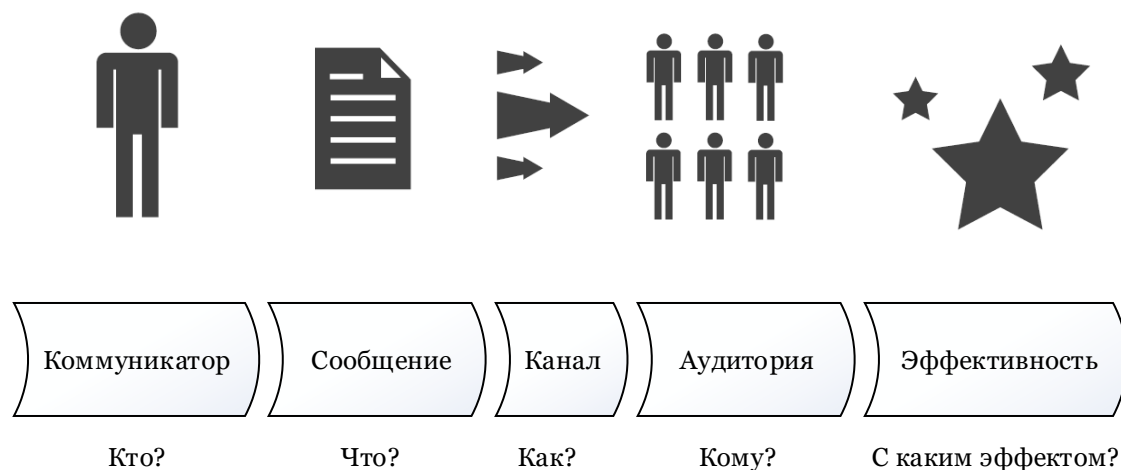 Коммуникатор
Сообщение
Канал
Аудитория
Эффективность
Кто?
Что?
Как?
Кому?
С каким эффектом?